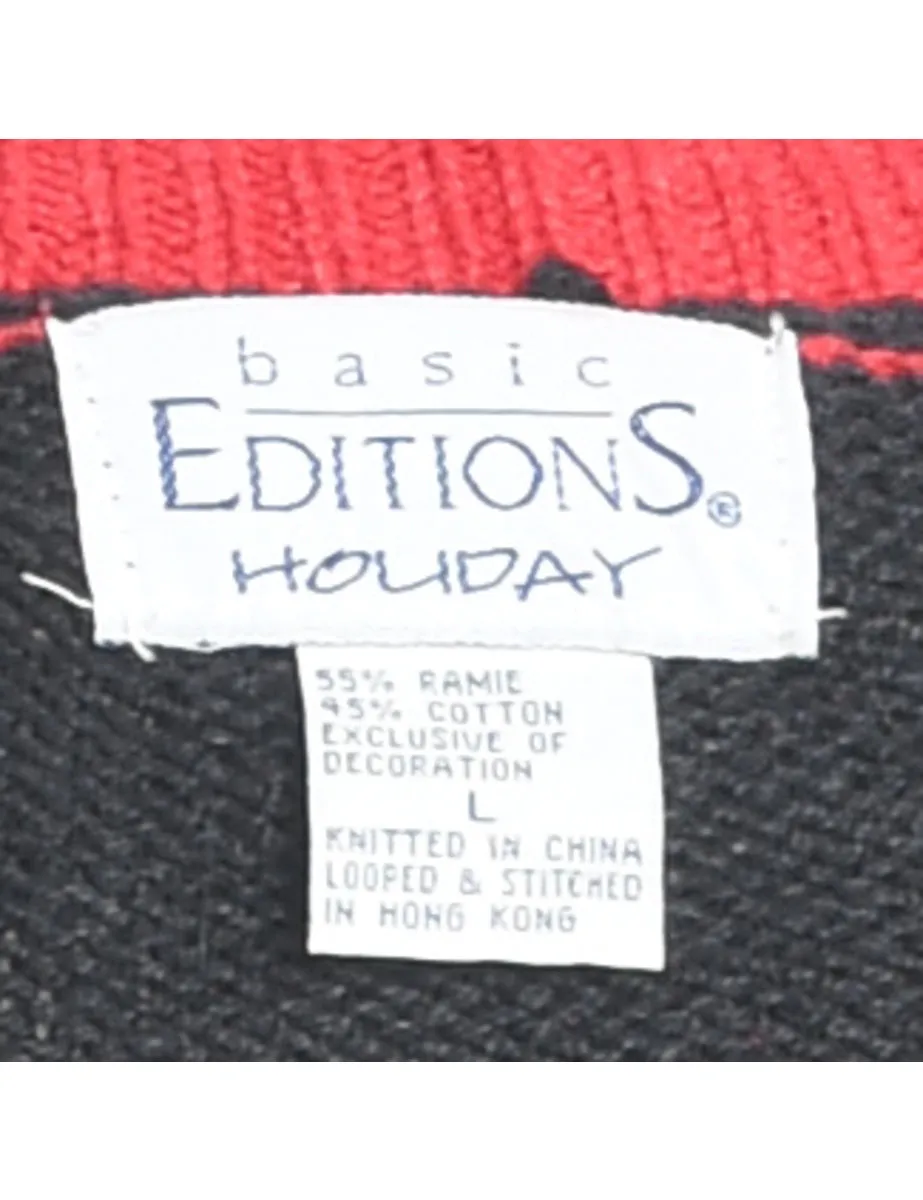 basic
EDITIONS®
HOLIDAY
55% RAMIE
45% COTTON
EXCLUSIVE OF
DECORATION
L
KNITTED IN CHINA
LOOPED & STITCHED
IN HONG KONG